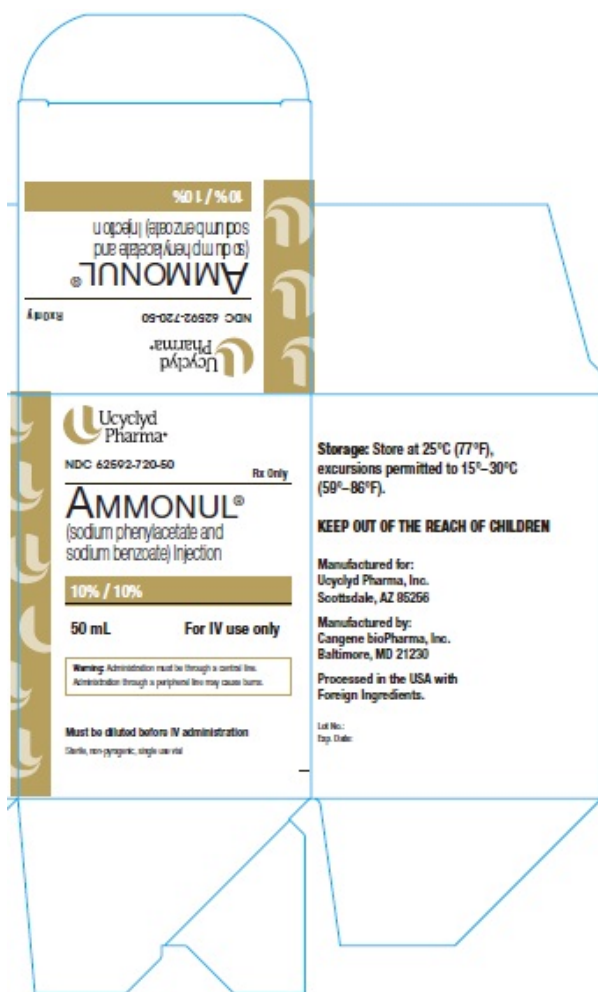 10% / 10%
sodium benzoate) Injection
(sodium phenylacetate and
AMMONUL®
Rx Only
NDC 62592-720-50
Ucyclyd
Pharma
Ucyclyd
Pharma
NDC 62592-720-50
Rx Only
AMMONUL®
(sodium phenylacetate and
sodium benzoate) Injection
10% / 10%
50 mL For IV use only
Warning: Administration must be through a central line.
Administration through a peripheral line may cause burns.
Must be diluted before IV administration
Sterile, non-pyrogenic, single use vial
Storage: Store at 25°C (77°F),
excursions permitted to 15°–30°C
(59°–86°F).
KEEP OUT OF THE REACH OF CHILDREN
Manufactured for:
Ucyclyd Pharma, Inc.
Scottsdale, AZ 85256
Manufactured by:
Cangene bioPharma, Inc.
Baltimore, MD 21230
Processed in the USA with
Foreign Ingredients.
Lot No.:
Exp. Date: